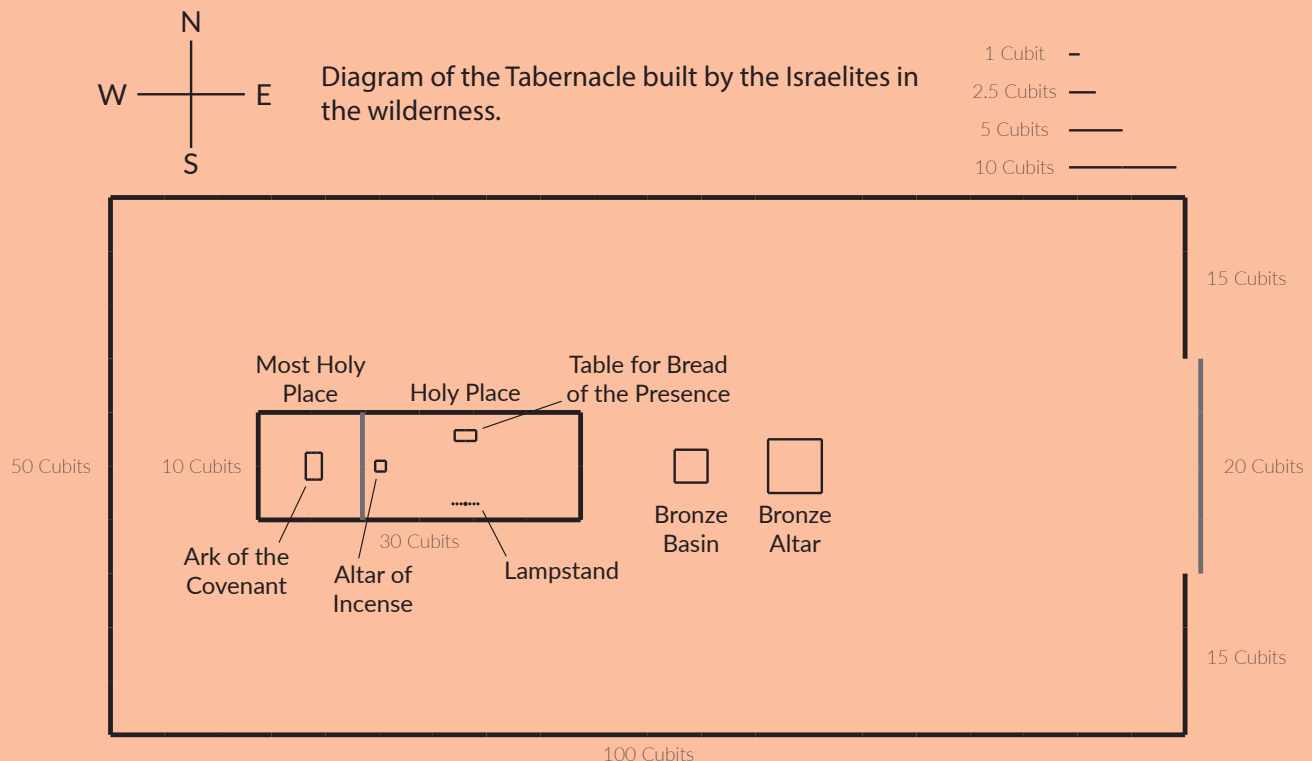 N
W
E
S
Diagram of the Tabernacle built by the Israelites in
the wilderness.
1 Cubit
2.5 Cubits
5 Cubits
10 Cubits
15 Cubits
Most Holy
Place
Holy Place
Table for Bread
of the Presence
50 Cubits
10 Cubits
20 Cubits
Bronze
Basin
Bronze
Altar
30 Cubits
Ark of the
Covenant
Altar of
Incense
Lampstand
15 Cubits
100 Cubits